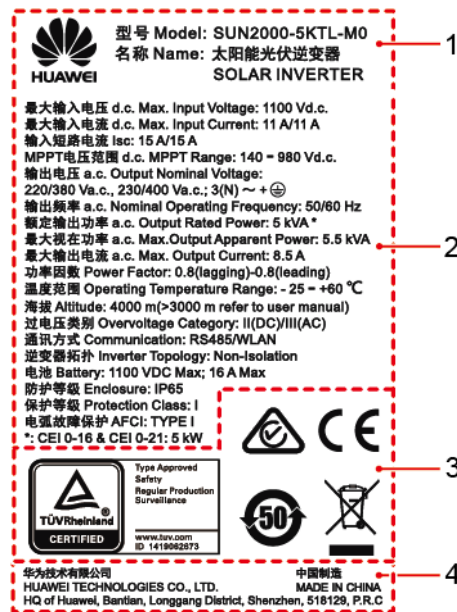 HUAWEI
型号 Model: SUN2000-5KTL-M0
名称 Name: 太阳能光伏逆变器
SOLAR INVERTER
1
最大输入电压 d.c. Max. Input Voltage: 1100 Vd.c.
最大输入电流 d.c. Max. Input Current: 11 A/11 A
输入短路电流 Isc: 15 A/15 A
MPPT电压范围 d.c. MPPT Range: 140 - 980 Vd.c.
输出电压 a.c. Output Nominal Voltage:
220/380 Va.c., 230/400 Va.c.; 3(N) ~ +
输出频率 a.c. Nominal Operating Frequency: 50/60 Hz
额定输出功率 a.c. Output Rated Power: 5 kVA *
最大视在功率 a.c. Max.Output Apparent Power: 5.5 kVA
最大输出电流 a.c. Max. Output Current: 8.5 A
功率因数 Power Factor: 0.8(lagging)-0.8(leading)
温度范围 Operating Temperature Range: - 25 - +60 ℃
海拔 Altitude: 4000 m(>3000 m refer to user manual)
过电压类别 Overvoltage Category: II(DC)/III(AC)
通讯方式 Communication: RS485/WLAN
逆变器拓扑 Inverter Topology: Non-Isolation
电池 Battery: 1100 VDC Max; 16 A Max
防护等级 Enclosure: IP65
保护等级 Protection Class: I
电弧故障保护 AFCI: TYPE I
*: CEI 0-16 & CEI 0-21: 5 kW
2
CE
TÜVRheinland
CERTIFIED
Type Approved
Safety
Regular Production
Surveillance
www.tuv.com
ID 1419062673
50
3
华为技术有限公司 中国制造
HUAWEI TECHNOLOGIES CO., LTD. MADE IN CHINA
HQ of Huawei, Bantian, Longgang District, Shenzhen, 518129, P.R.C
4